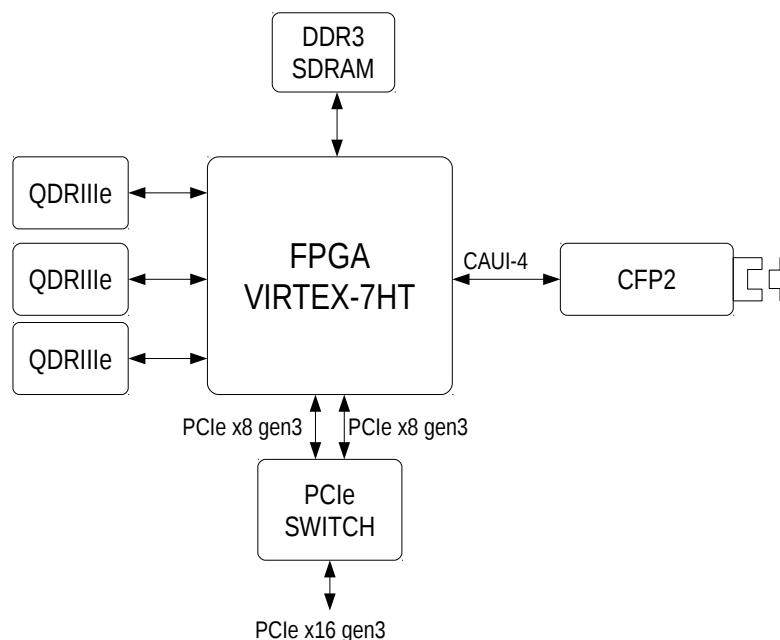 DDR3
SDRAM
QDRIIIe
QDRIIIe
QDRIIIe
FPGA
VIRTEX-7HT
CAUI-4
CFP2
PCIe x8 gen3
PCIe x8 gen3
PCIe
SWITCH
PCIe x16 gen3